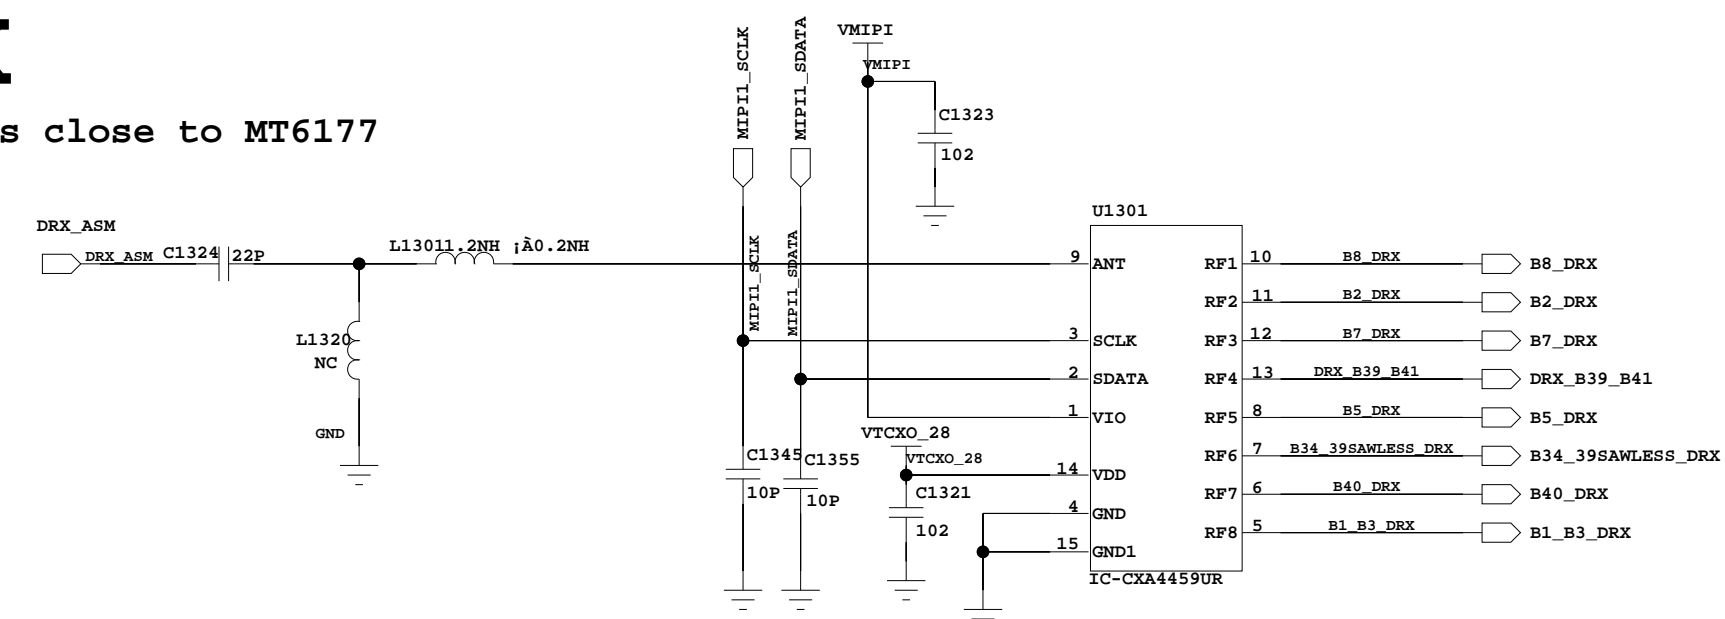 s close to MT6177
MIPI1_SCLK
MIPI1_SDATA
VMIPI
VMIPI
C1323
102
DRX_ASM
DRX_ASM
C1324
22P
L13011.2NH ¡À0.2NH
L1320
NC
GND
MIPI1_SCLK
MIPI1_SDATA
C1345
10P
C1355
10P
VTCXO_28
VTCXO_28
C1321
102
U1301
9 ANT
3 SCLK
2 SDATA
1 VIO
14 VDD
4 GND
15 GND1
RF1 10 B8_DRX B8_DRX
RF2 11 B2_DRX B2_DRX
RF3 12 B7_DRX B7_DRX
RF4 13 DRX_B39_B41 DRX_B39_B41
RF5 8 B5_DRX B5_DRX
RF6 7 B34_39SAWLESS_DRX B34_39SAWLESS_DRX
RF7 6 B40_DRX B40_DRX
RF8 5 B1_B3_DRX B1_B3_DRX
IC-CXA4459UR